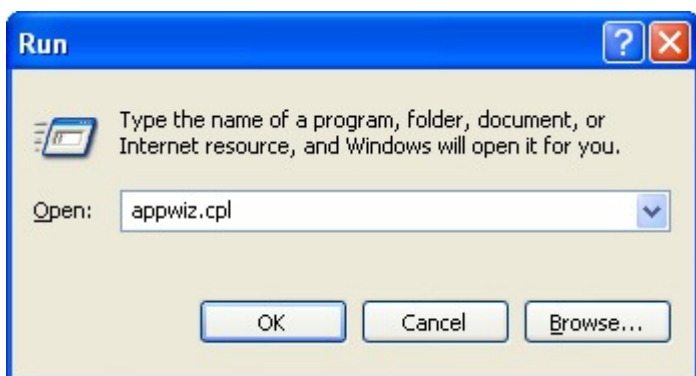 Run
Type the name of a program, folder, document, or
Internet resource, and Windows will open it for you.
Open: appwiz.cpl
OK Cancel Browse...